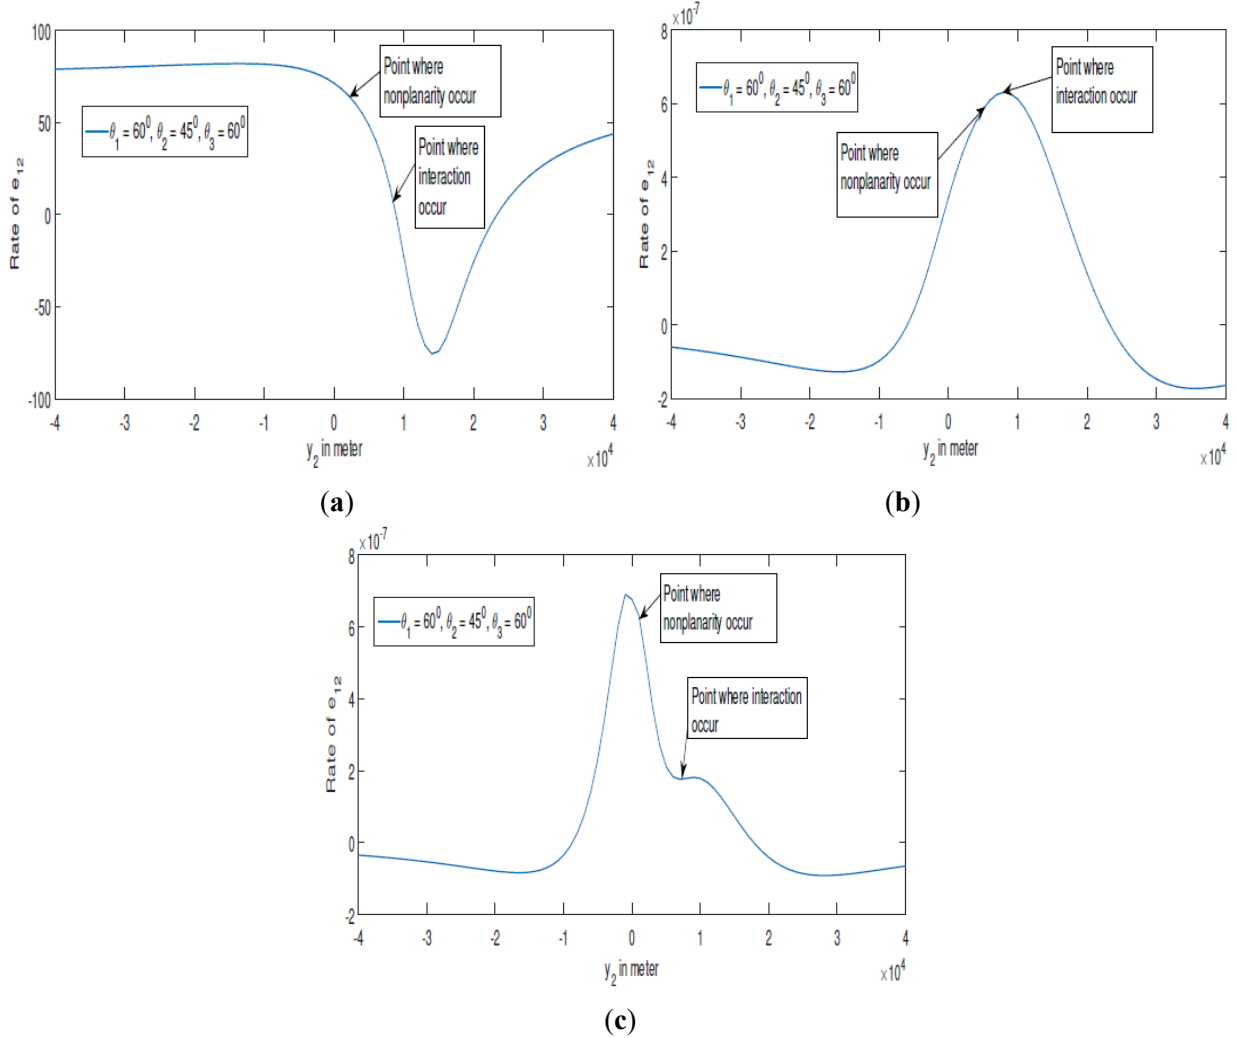 100
50
0
-50
-100
Rate of e₁₂
θ₁ = 60⁰, θ₂ = 45⁰, θ₃ = 60⁰
Point where
nonplanarity occur
Point where
interaction
occur
-4 -3 -2 -1 0 1 2 3 4
y₂ in meter
×10⁴
(a)
×10⁻⁷
8
6
4
2
0
-2
Rate of e₁₂
θ₁ = 60⁰, θ₂ = 45⁰, θ₃ = 60⁰
Point where
interaction occur
Point where
nonplanarity occur
-4 -3 -2 -1 0 1 2 3 4
y₂ in meter
×10⁴
(b)
×10⁻⁷
8
6
4
2
0
-2
Rate of e₁₂
θ₁ = 60⁰, θ₂ = 45⁰, θ₃ = 60⁰
Point where
nonplanarity occur
Point where interaction
occur
-4 -3 -2 -1 0 1 2 3 4
y₂ in meter
×10⁴
(c)